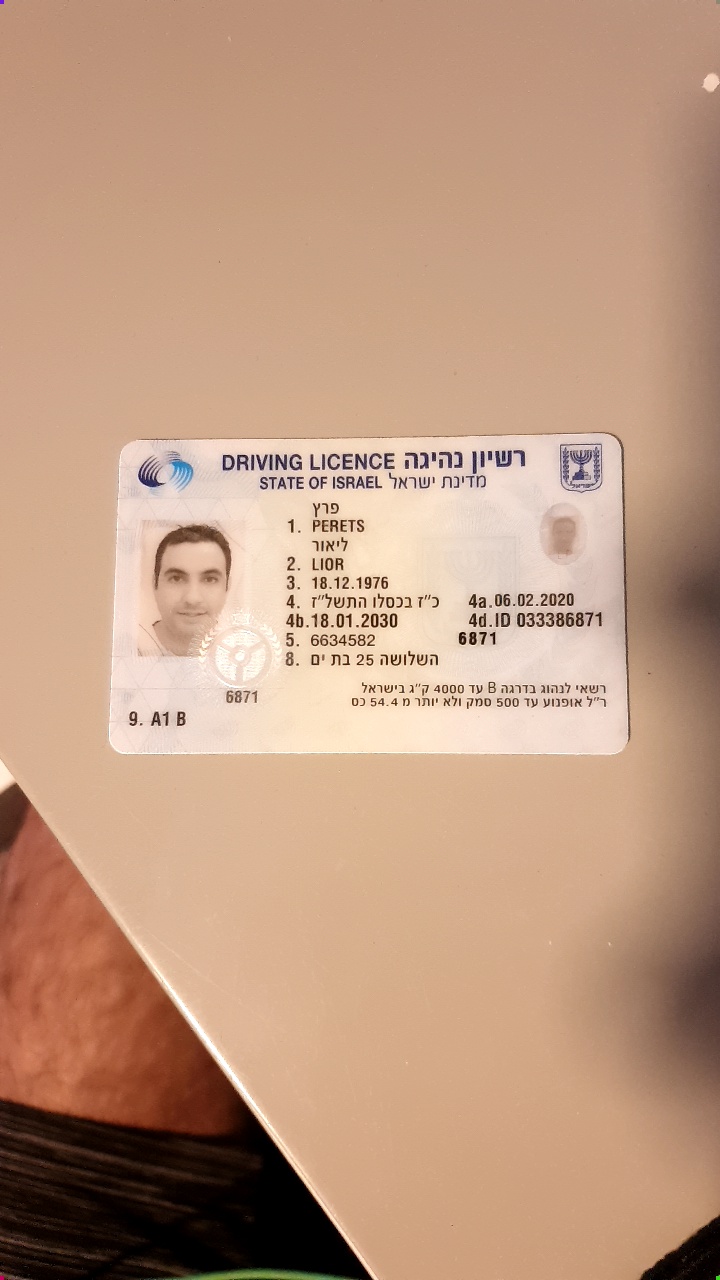 DRIVING LICENCE רשיון נהיגה
STATE OF ISRAEL מדינת ישראל
פרץ
1. PERETS
ליאור
2. LIOR
3. 18.12.1976
4. כ"ז בכסלו התשל"ז 4a.06.02.2020
4b.18.01.2030 4d.ID 033386871
5. 6634582 6871
8. השלושה 25 בת ים
רשאי לנהוג בדרגה B עד 4000 ק"ג בישראל
6871
ר"ל אופנוע עד 500 סמק ולא יותר מ 54.4 כס
9. A1 B